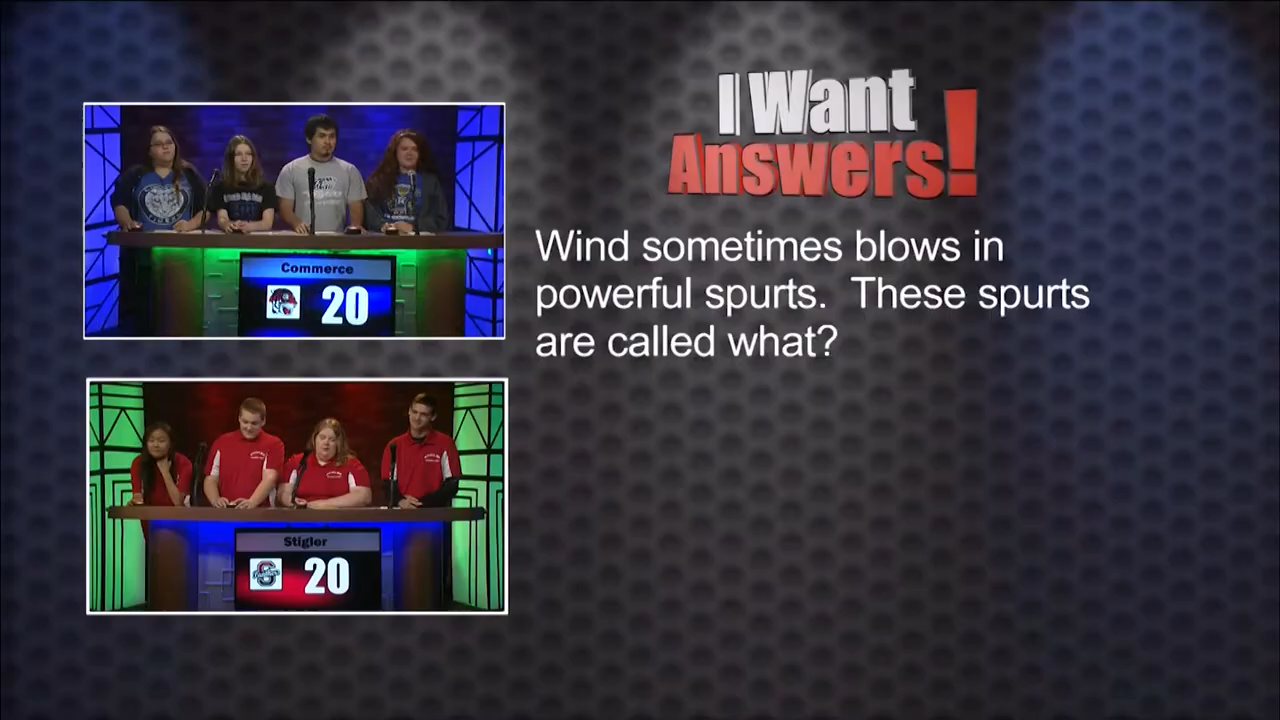 I Want
Answers!
Wind sometimes blows in
powerful spurts. These spurts
are called what?
Commerce
20
Stigler
20